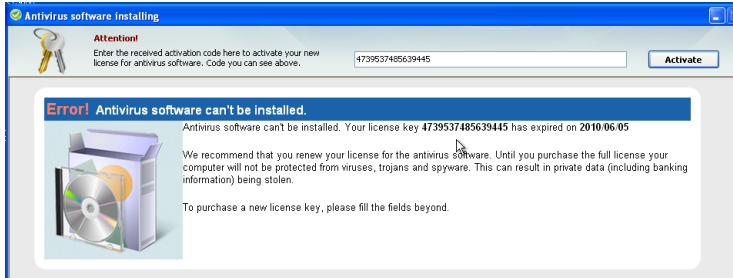 Antivirus software installing
Attention!
Enter the received activation code here to activate your new
license for antivirus software. Code you can see above.
4739537485639445
Activate
Error! Antivirus software can't be installed.
Antivirus software can't be installed. Your license key 4739537485639445 has expired on 2010/06/05
We recommend that you renew your license for the antivirus software. Until you purchase the full license your
computer will not be protected from viruses, trojans and spyware. This can result in private data (including banking
information) being stolen.
To purchase a new license key, please fill the fields beyond.